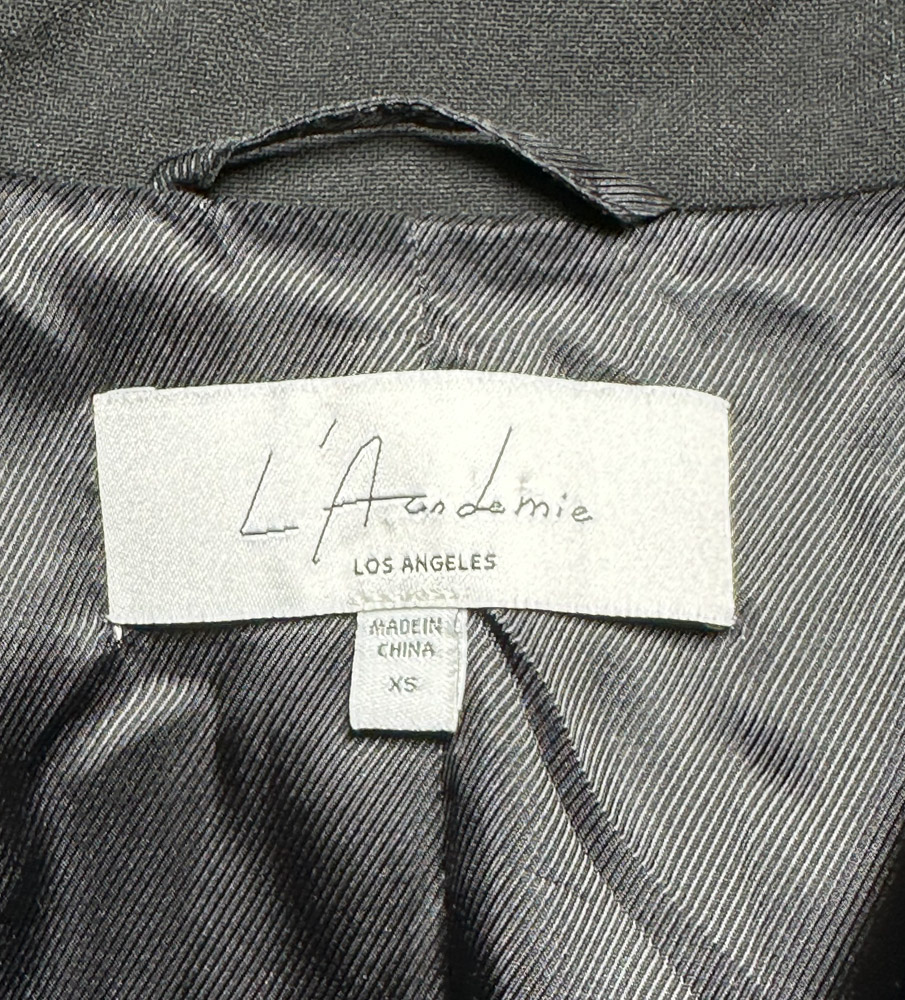 L'Academie
LOS ANGELES
MADE IN
CHINA
XS